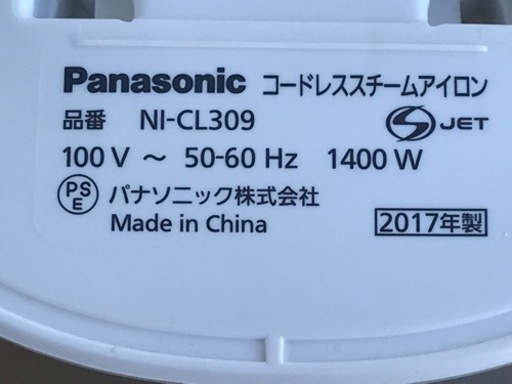 Panasonic コードレススチームアイロン
品番 NI-CL309 S JET
100 V ～ 50-60 Hz 1400 W
PSE パナソニック株式会社
Made in China 2017年製